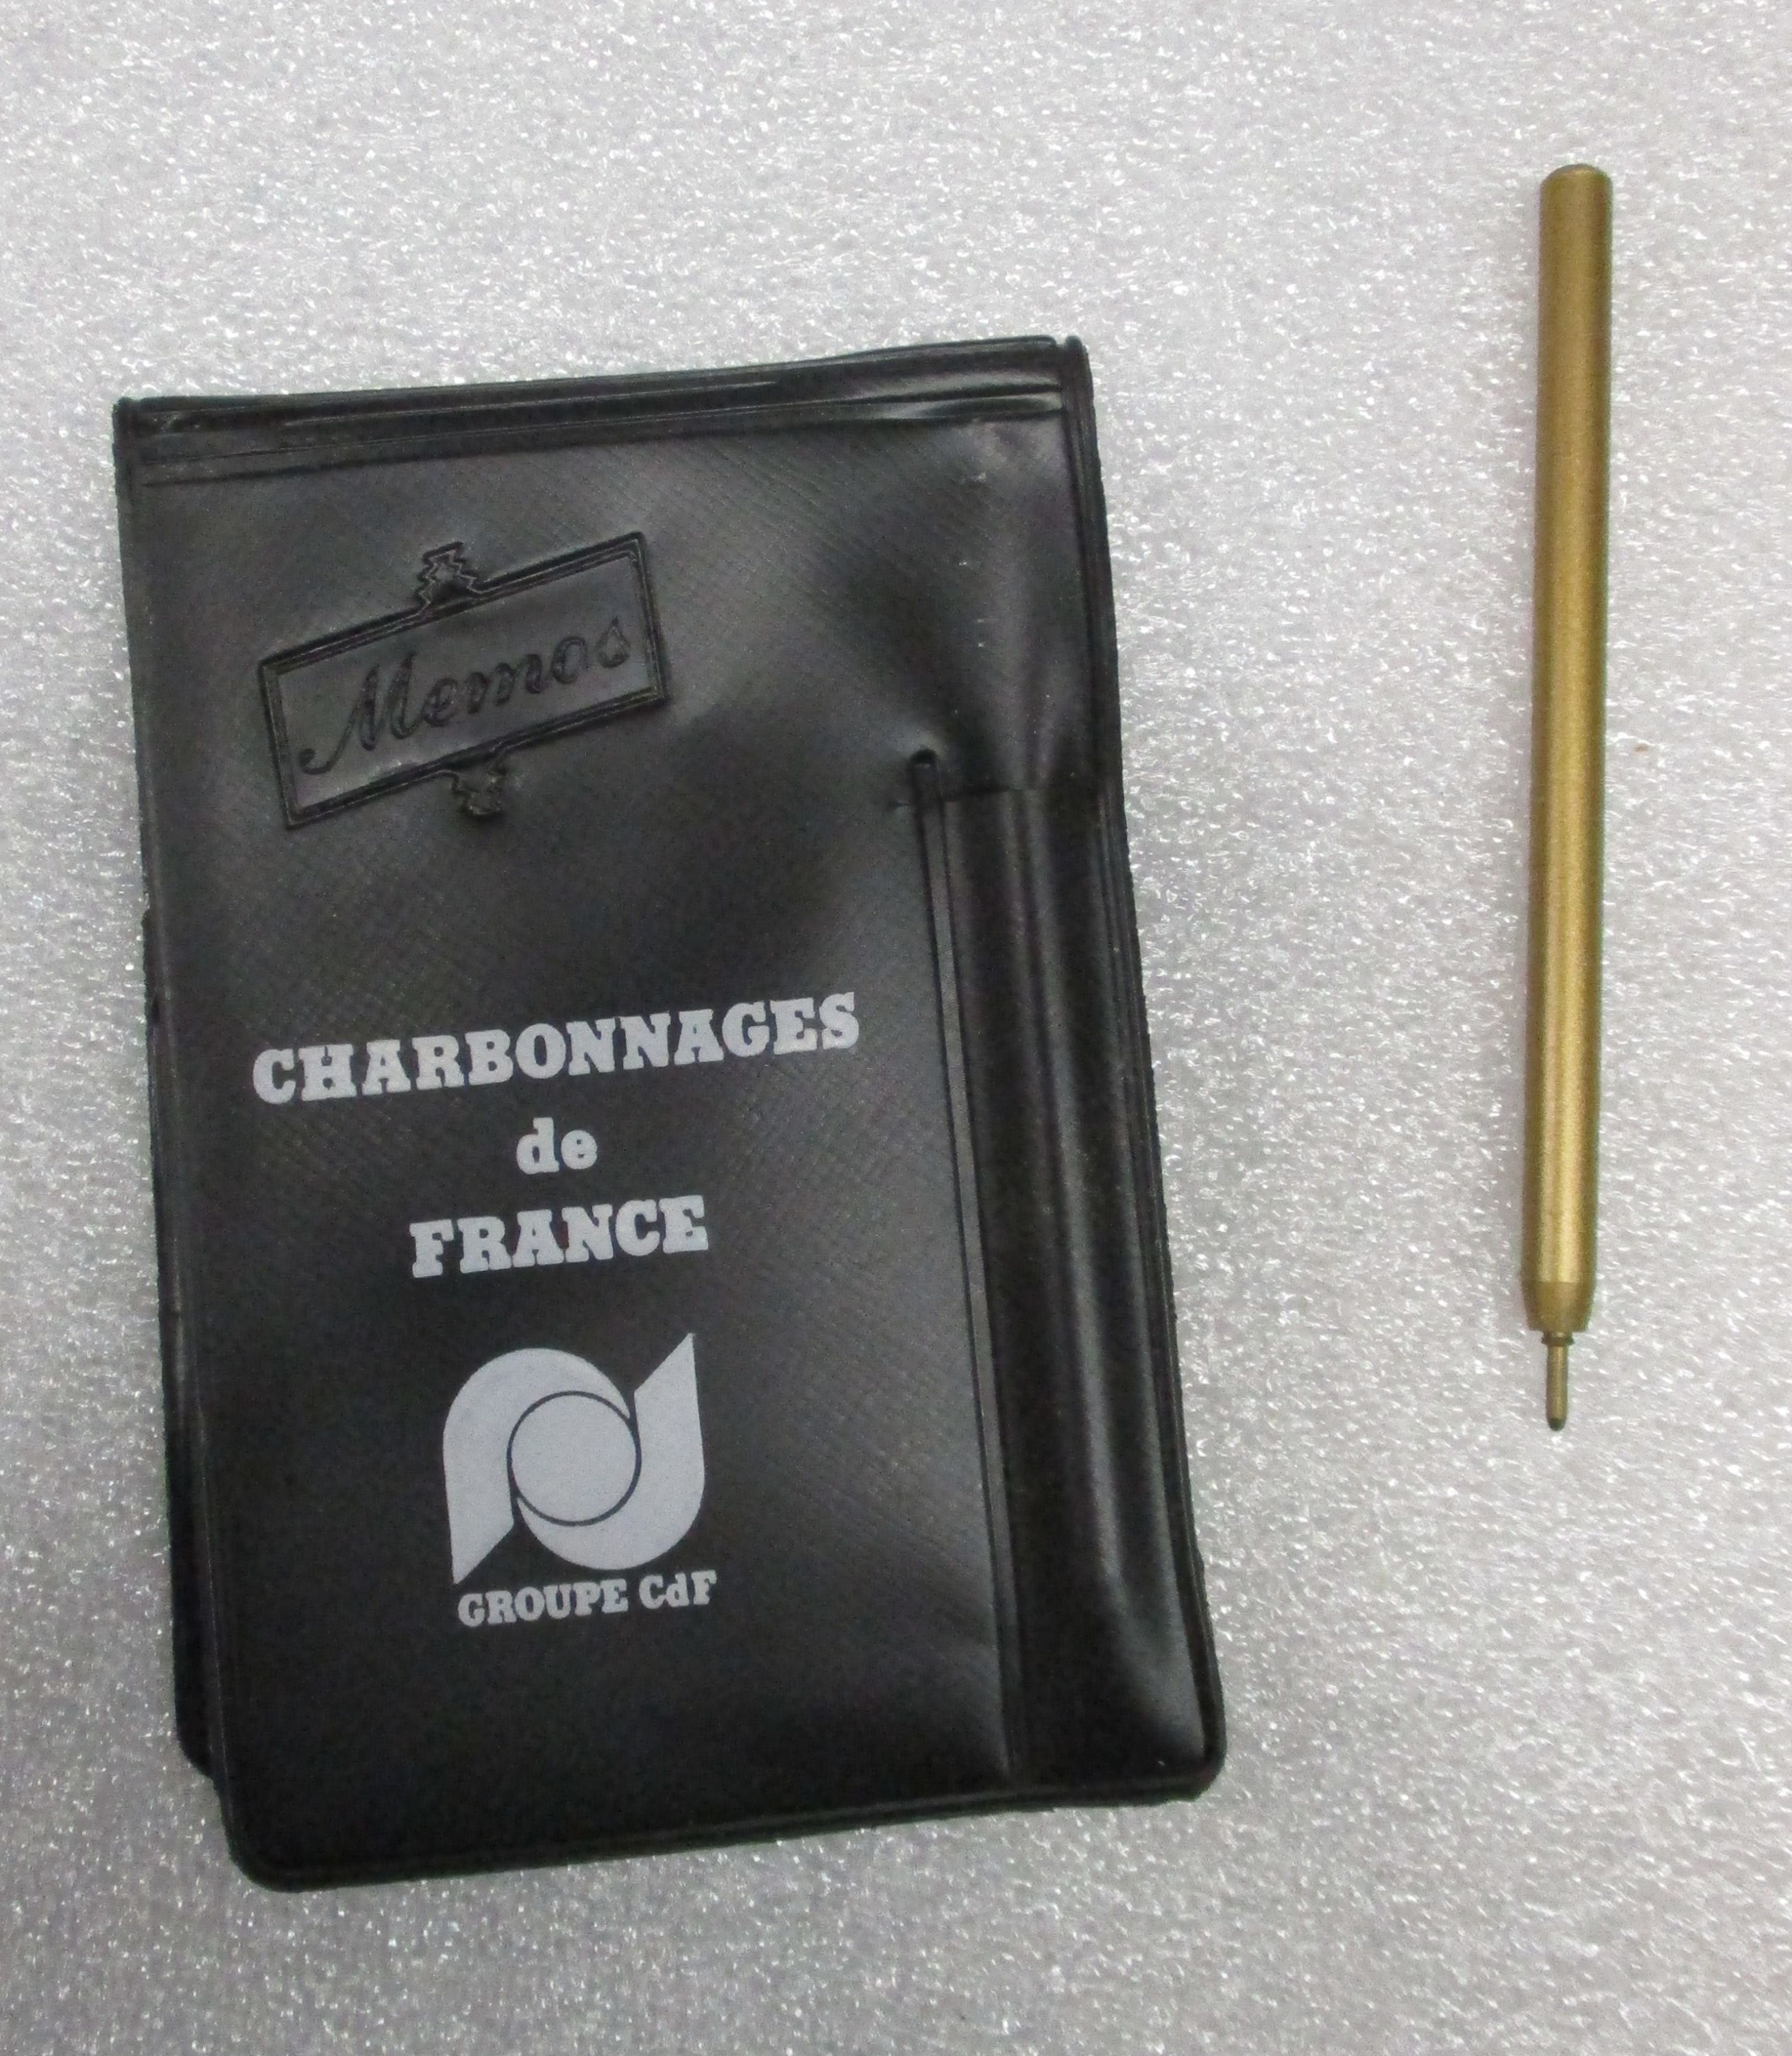 Memos
CHARBONNAGES
de
FRANCE
GROUPE CdF